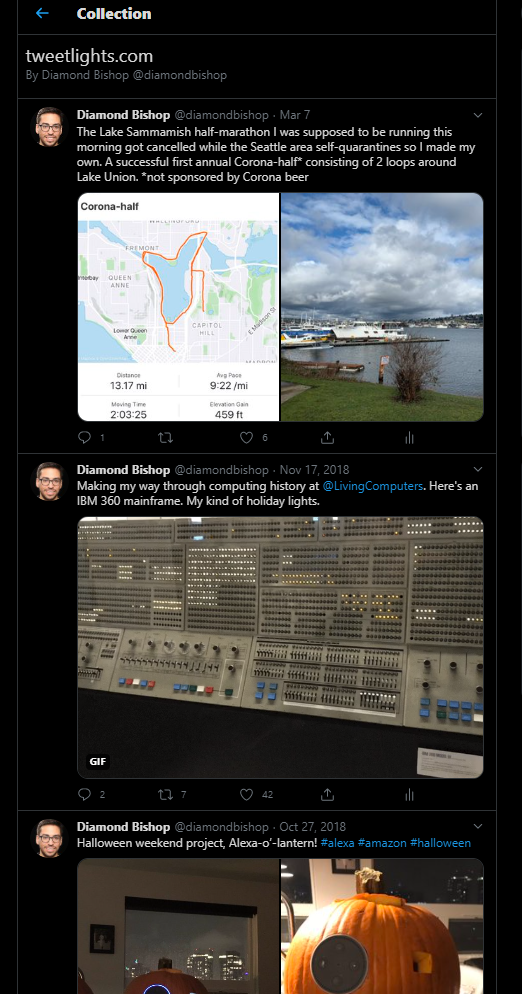 Collection
tweetlights.com
By Diamond Bishop @diamondbishop
Diamond Bishop @diamondbishop · Mar 7
The Lake Sammamish half-marathon I was supposed to be running this
morning got cancelled while the Seattle area self-quarantines so I made my
own. A successful first annual Corona-half* consisting of 2 loops around
Lake Union. *not sponsored by Corona beer
Corona-half
WALLINGFORD
FREMONT
Interbay
QUEEN
ANNE
Lower Queen
Anne
CAPITOL
HILL
E Madison St
Distance
Avg Pace
13.17 mi
9:22 /mi
Moving Time
Elevation Gain
2:03:25
459 ft
1
6
Diamond Bishop @diamondbishop · Nov 17, 2018
Making my way through computing history at @LivingComputers. Here's an
IBM 360 mainframe. My kind of holiday lights.
GIF
2
7
42
Diamond Bishop @diamondbishop · Oct 27, 2018
Halloween weekend project, Alexa-o'-lantern! #alexa #amazon #halloween